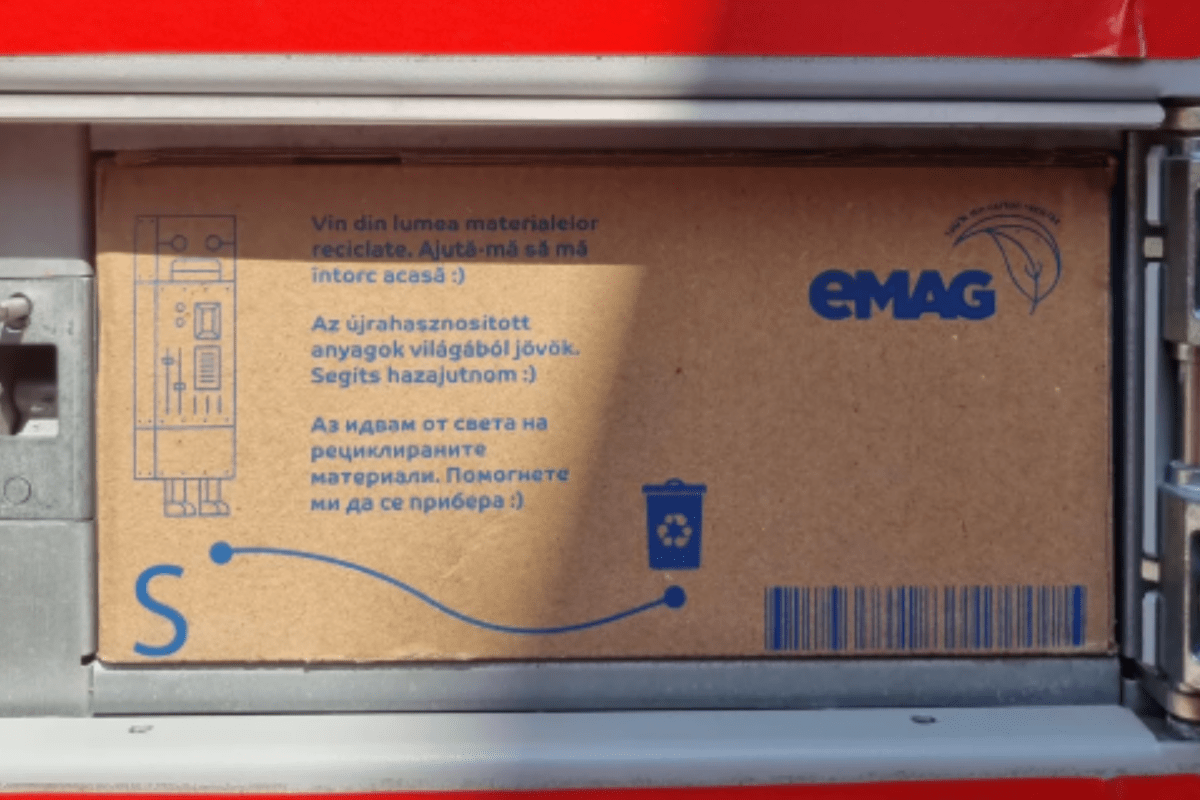 Vin din lumea materialelor
reciclate. Ajută-mă să mă
întorc acasă :)
Az újrahasznosított
anyagok világából jövök.
Segíts hazajutnom :)
Аз идвам от света на
рециклираните
материали. Помогнете
ми да се прибера :)
eMAG
S